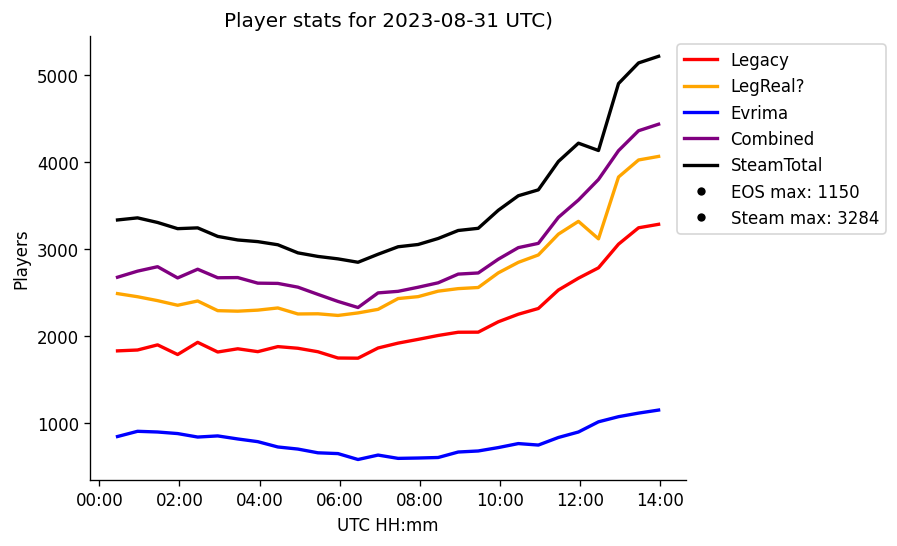 Player stats for 2023-08-31 UTC)
Legacy
LegReal?
Evrima
Combined
SteamTotal
EOS max: 1150
Steam max: 3284
Players
5000
4000
3000
2000
1000
00:00 02:00 04:00 06:00 08:00 10:00 12:00 14:00
UTC HH:mm